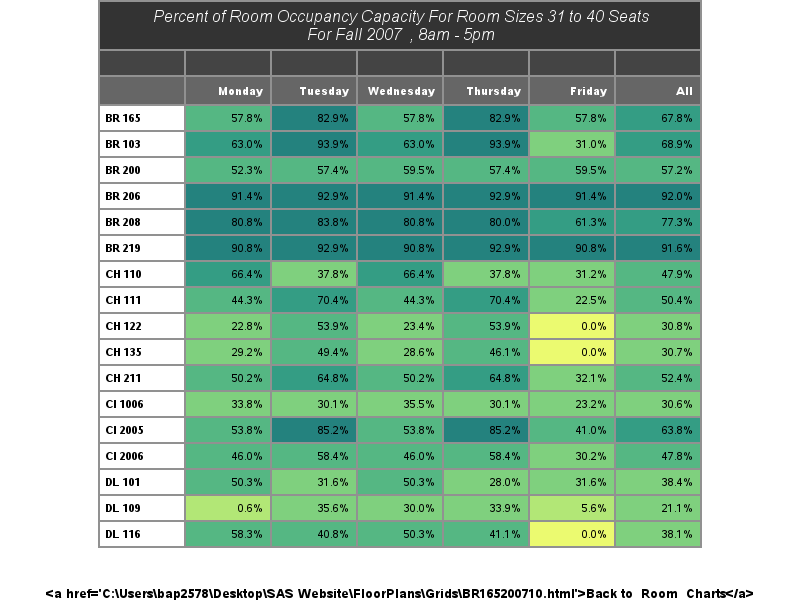 Percent of Room Occupancy Capacity For Room Sizes 31 to 40 Seats
For Fall 2007 , 8am - 5pm
Monday Tuesday Wednesday Thursday Friday All
BR 165 57.8% 82.9% 57.8% 82.9% 57.8% 67.8%
BR 103 63.0% 93.9% 63.0% 93.9% 31.0% 68.9%
BR 200 52.3% 57.4% 59.5% 57.4% 59.5% 57.2%
BR 206 91.4% 92.9% 91.4% 92.9% 91.4% 92.0%
BR 208 80.8% 83.8% 80.8% 80.0% 61.3% 77.3%
BR 219 90.8% 92.9% 90.8% 92.9% 90.8% 91.6%
CH 110 66.4% 37.8% 66.4% 37.8% 31.2% 47.9%
CH 111 44.3% 70.4% 44.3% 70.4% 22.5% 50.4%
CH 122 22.8% 53.9% 23.4% 53.9% 0.0% 30.8%
CH 135 29.2% 49.4% 28.6% 46.1% 0.0% 30.7%
CH 211 50.2% 64.8% 50.2% 64.8% 32.1% 52.4%
CI 1006 33.8% 30.1% 35.5% 30.1% 23.2% 30.6%
CI 2005 53.8% 85.2% 53.8% 85.2% 41.0% 63.8%
CI 2006 46.0% 58.4% 46.0% 58.4% 30.2% 47.8%
DL 101 50.3% 31.6% 50.3% 28.0% 31.6% 38.4%
DL 109 0.6% 35.6% 30.0% 33.9% 5.6% 21.1%
DL 116 58.3% 40.8% 50.3% 41.1% 0.0% 38.1%
<a href='C:\Users\bap2578\Desktop\SAS Website\FloorPlans\Grids\BR165200710.html'>Back to Room Charts</a>